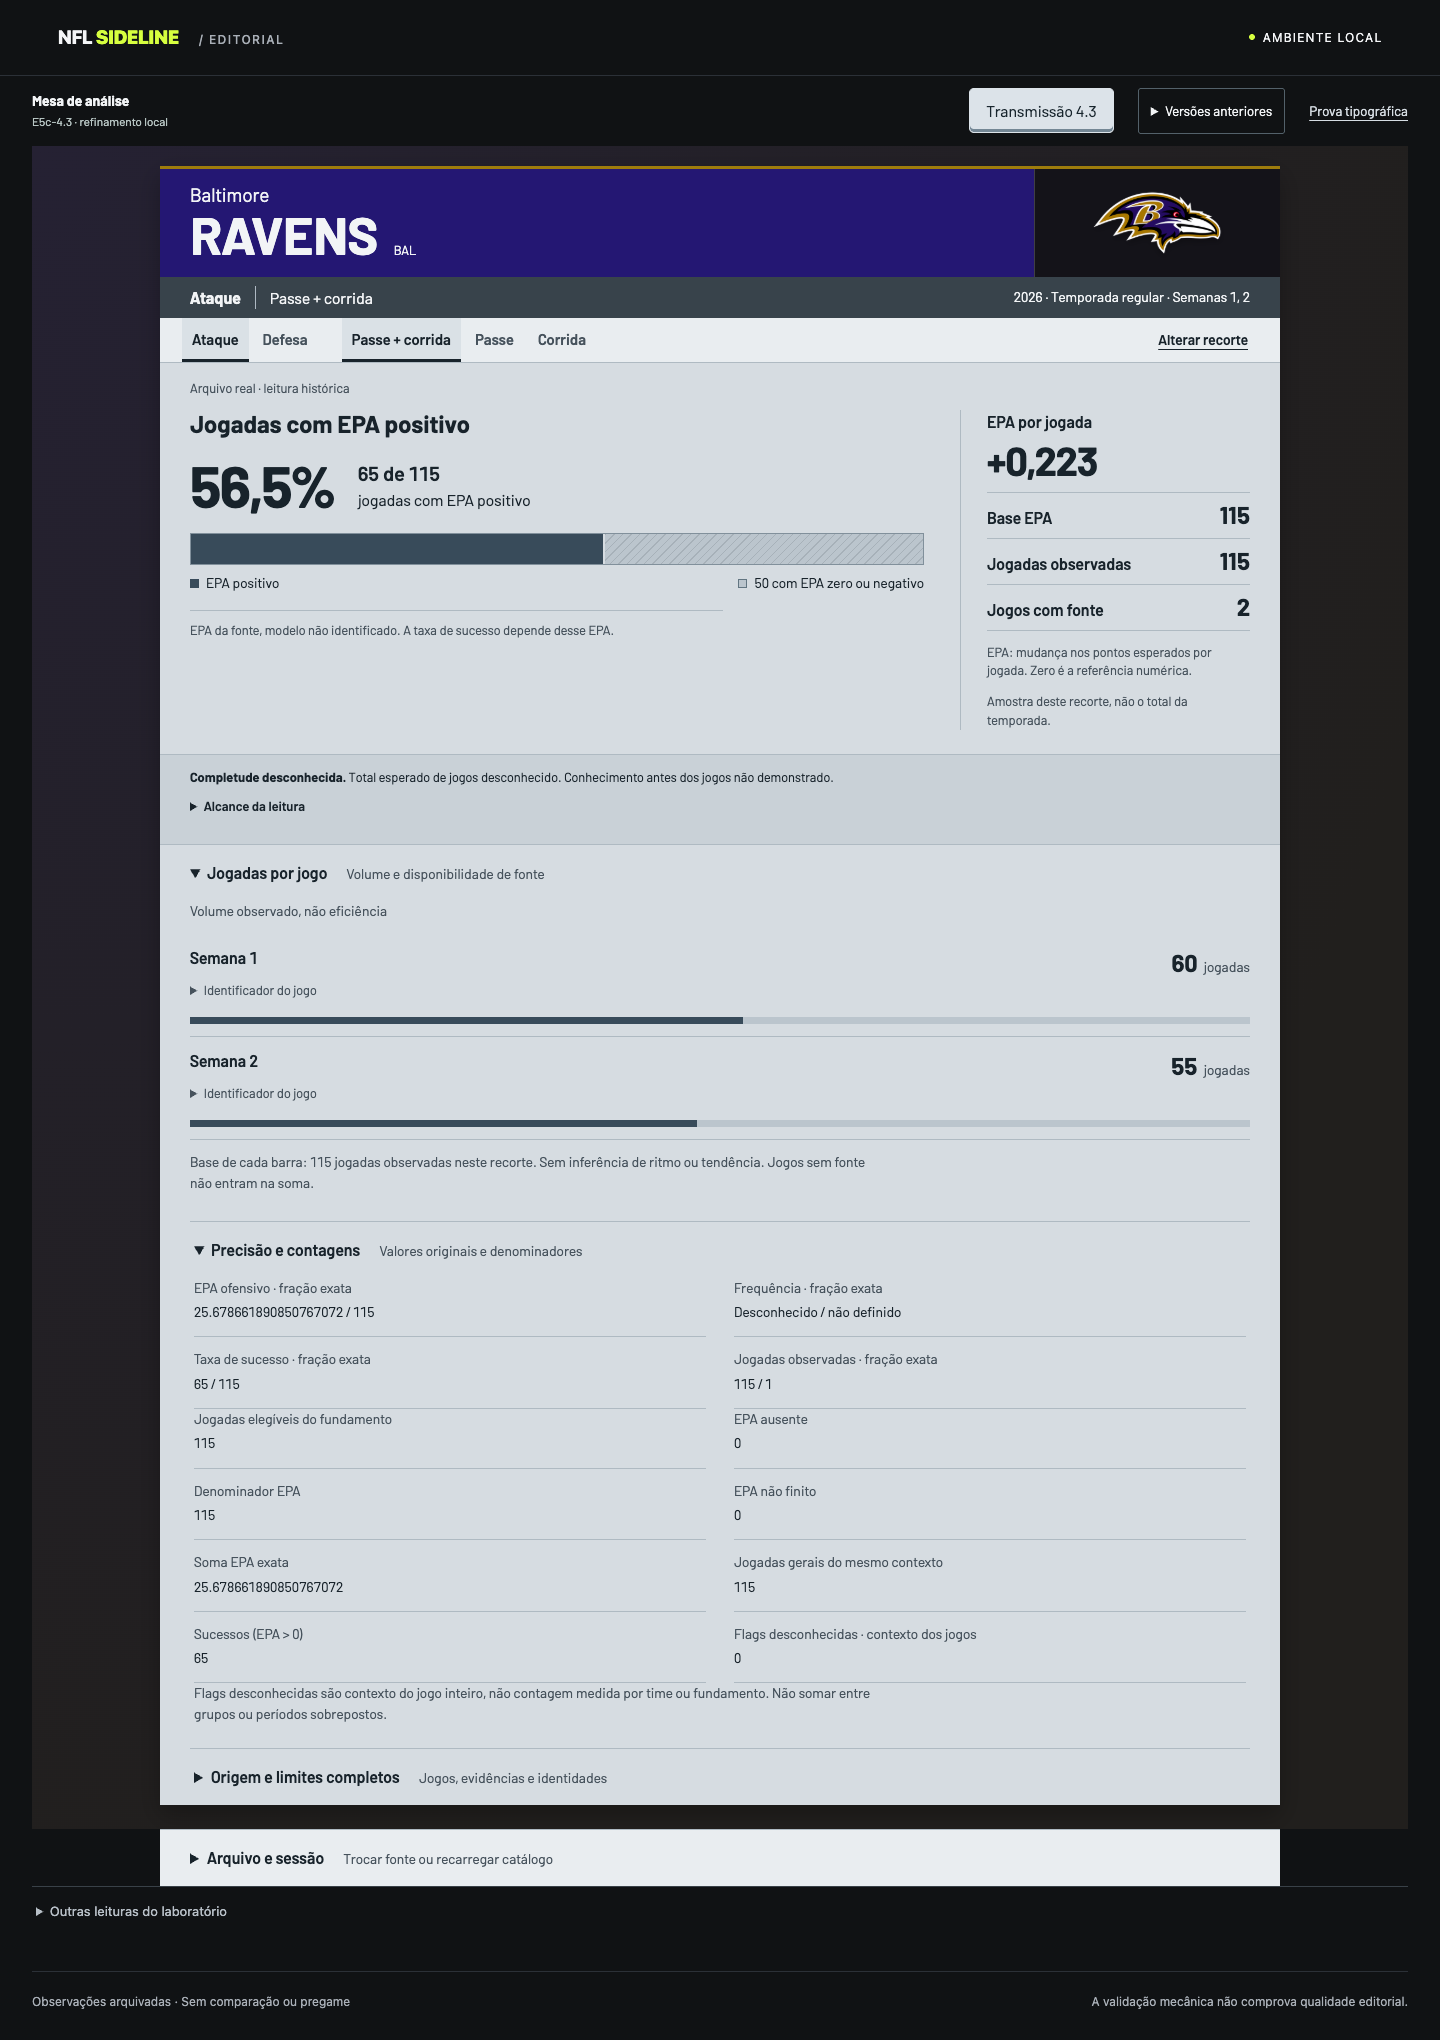 NFL SIDELINE / EDITORIAL
AMBIENTE LOCAL
Mesa de análise
E5c-4.3 · refinamento local
Transmissão 4.3
Versões anteriores
Prova tipográfica
Baltimore
RAVENS BAL
B
Ataque Passe + corrida
2026 · Temporada regular · Semanas 1, 2
Ataque Defesa Passe + corrida Passe Corrida
Alterar recorte
Arquivo real · leitura histórica
Jogadas com EPA positivo
56,5%
65 de 115
jogadas com EPA positivo
EPA positivo
50 com EPA zero ou negativo
EPA da fonte, modelo não identificado. A taxa de sucesso depende desse EPA.
EPA por jogada
+0,223
Base EPA 115
Jogadas observadas 115
Jogos com fonte 2
EPA: mudança nos pontos esperados por
jogada. Zero é a referência numérica.
Amostra deste recorte, não o total da
temporada.
Completude desconhecida. Total esperado de jogos desconhecido. Conhecimento antes dos jogos não demonstrado.
Alcance da leitura
Jogadas por jogo Volume e disponibilidade de fonte
Volume observado, não eficiência
Semana 1
60 jogadas
Identificador do jogo
Semana 2
55 jogadas
Identificador do jogo
Base de cada barra: 115 jogadas observadas neste recorte. Sem inferência de ritmo ou tendência. Jogos sem fonte
não entram na soma.
Precisão e contagens Valores originais e denominadores
EPA ofensivo · fração exata
25.678661890850767072 / 115
Frequência · fração exata
Desconhecido / não definido
Taxa de sucesso · fração exata
65 / 115
Jogadas observadas · fração exata
115 / 1
Jogadas elegíveis do fundamento
115
EPA ausente
0
Denominador EPA
115
EPA não finito
0
Soma EPA exata
25.678661890850767072
Jogadas gerais do mesmo contexto
115
Sucessos (EPA > 0)
65
Flags desconhecidas · contexto dos jogos
0
Flags desconhecidas são contexto do jogo inteiro, não contagem medida por time ou fundamento. Não somar entre
grupos ou períodos sobrepostos.
Origem e limites completos Jogos, evidências e identidades
Arquivo e sessão Trocar fonte ou recarregar catálogo
Outras leituras do laboratório
Observações arquivadas · Sem comparação ou pregame
A validação mecânica não comprova qualidade editorial.